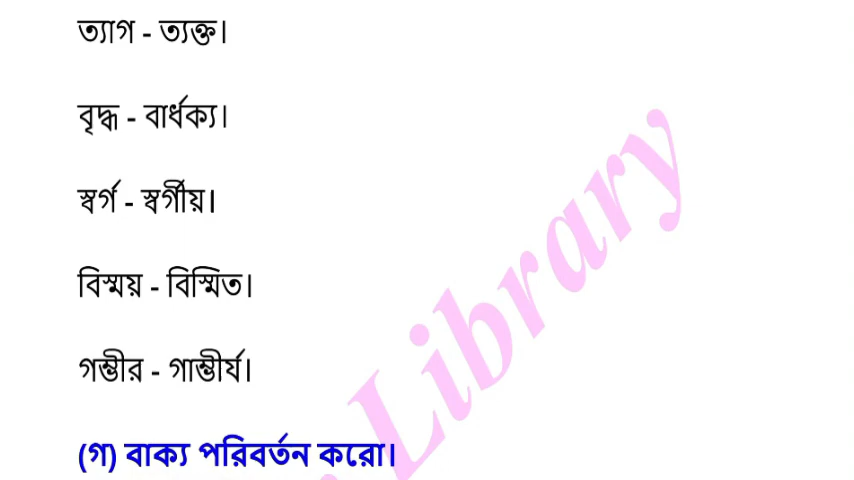 ত্যাগ - ত্যক্ত।
বৃদ্ধ - বার্ধক্য।
স্বর্গ - স্বর্গীয়।
বিস্ময় - বিস্মিত।
গম্ভীর - গাম্ভীর্য।
(গ) বাক্য পরিবর্তন করো।
Library